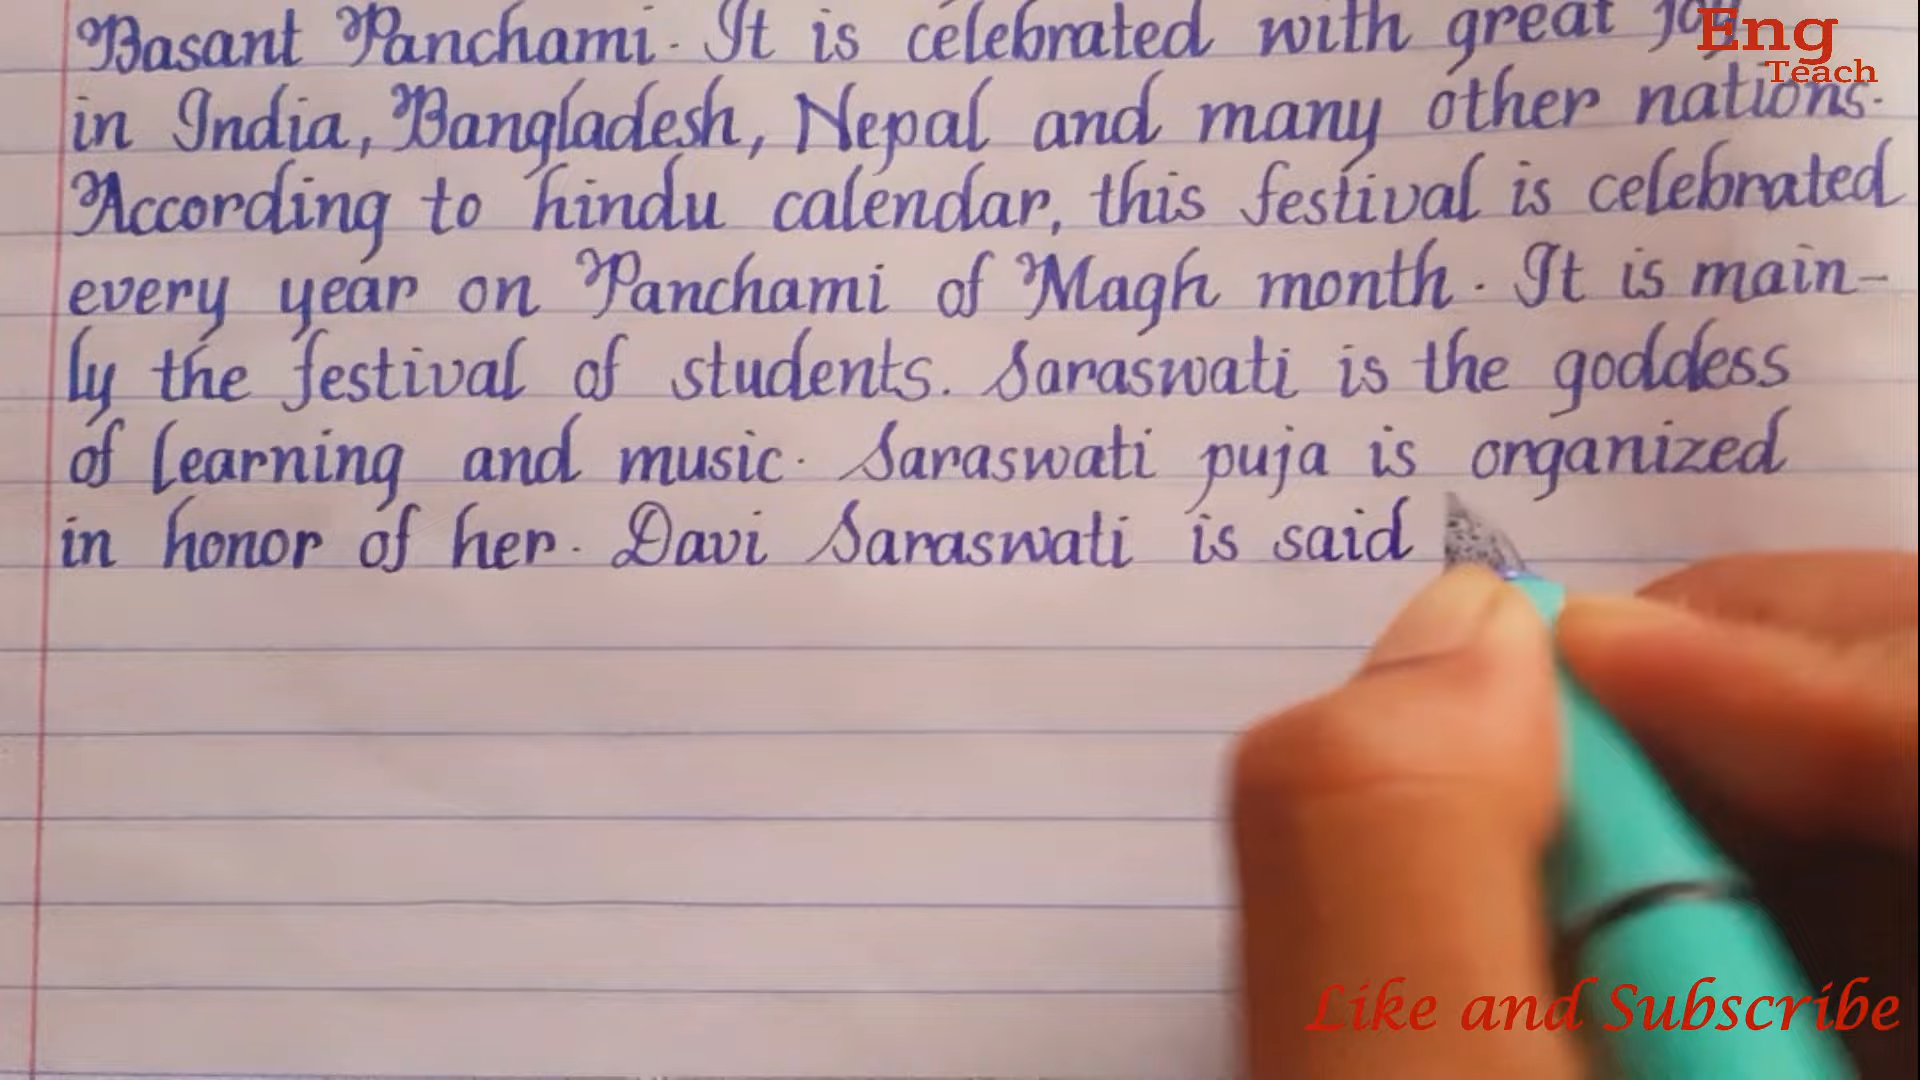 Basant Panchami. It is celebrated with great joy
Eng
Teach
in India, Bangladesh, Nepal and many other nations.
According to hindu calendar, this festival is celebrated
every year on Panchami of Magh month. It is main-
ly the festival of students. Saraswati is the goddess
of learning and music. Saraswati puja is organized
in honor of her. Davi Saraswati is said
Like and Subscribe